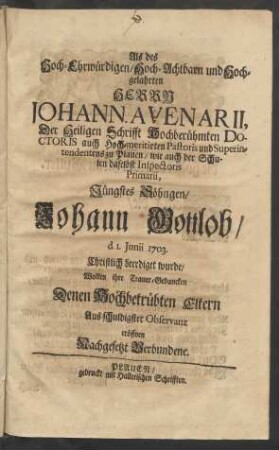 Als des
Hoch-Ehrwürdigen/Hoch-Achtbarn und Hoch-
gelahrten
HERRN
JOHANN. AVENARII,
Der Heiligen Schrifft Hochberühmten DO-
CTORIS auch Hochmeritirten Pastoris und Superin-
tendentens zu Plauen/ wie auch der Schu-
len daselbst Inspectoris
Primarii,
Jüngstes Söhngen/
Johann Gottlob/
d 1. Junii 1703.
Christlich beerdiget wurde/
Wolten ihre Trauer-Gedancken
Denen Hochbetrübten Eltern
Aus schuldigster Observanz
eröffnen
Nachgesetzt Verbundene.
PLAUEN/
gedruckt mit Hallerischen Schrifften.